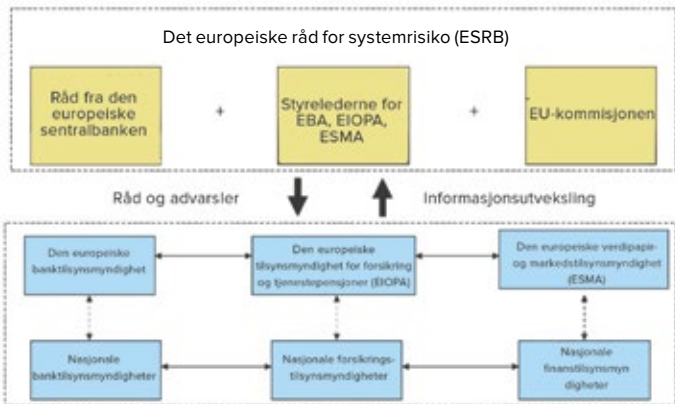 Det europeiske råd for systemrisiko (ESRB)
Råd fra den
europeiske
sentralbanken
+
Styrelederne for
EBA, EIOPA,
ESMA
+
EU-kommisjonen
Råd og advarsler
Informasjonsutveksling
Den europeiske
banktilsynsmyndighet
Den europeiske
tilsynsmyndighet for forsikring
og tjenestepensjoner (EIOPA)
Den europeiske verdipapir-
og markedstilsynsmyndighet
(ESMA)
Nasjonale
banktilsynsmyndigheter
Nasjonale forsikrings-
tilsynsmyndigheter
Nasjonale
finanstilsynsmyn
digheter